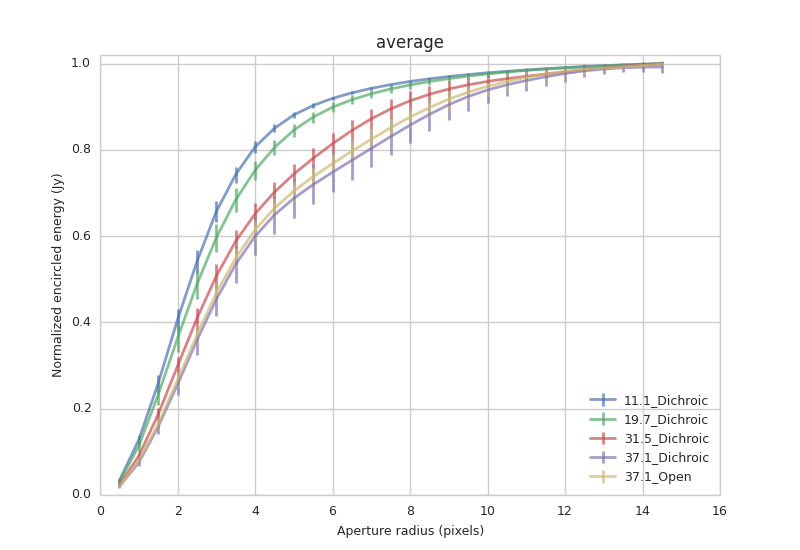 average
1.0
0.8
0.6
0.4
0.2
0.0
Normalized encircled energy (Jy)
0 2 4 6 8 10 12 14 16
Aperture radius (pixels)
11.1_Dichroic
19.7_Dichroic
31.5_Dichroic
37.1_Dichroic
37.1_Open